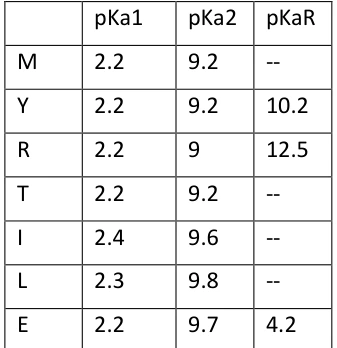 pKa1 pKa2 pKaR
M 2.2 9.2 --
Y 2.2 9.2 10.2
R 2.2 9 12.5
T 2.2 9.2 --
I 2.4 9.6 --
L 2.3 9.8 --
E 2.2 9.7 4.2